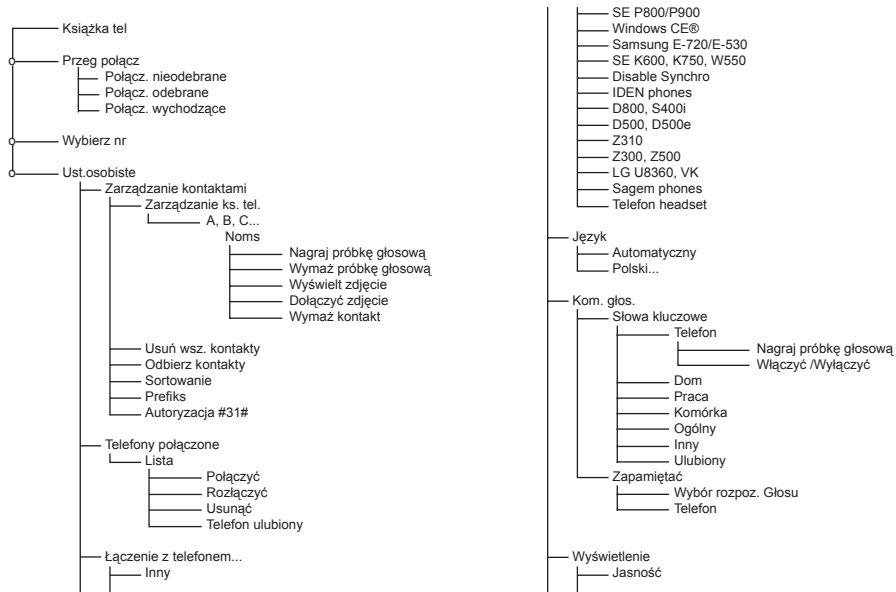 Książka tel
Przeg połącz
Połącz. nieodebrane
Połącz. odebrane
Połącz. wychodzące
Wybierz nr
Ust.osobiste
Zarządzanie kontaktami
Zarządzanie ks. tel.
A, B, C...
Noms
Nagraj próbkę głosową
Wymaż próbkę głosową
Wyświelt zdjęcie
Dołączyć zdjęcie
Wymaż kontakt
Usuń wsz. kontakty
Odbierz kontakty
Sortowanie
Prefiks
Autoryzacja #31#
Telefony połączone
Lista
Połączyć
Rozłączyć
Usunąć
Telefon ulubiony
Łączenie z telefonem...
Inny
SE P800/P900
Windows CE®
Samsung E-720/E-530
SE K600, K750, W550
Disable Synchro
IDEN phones
D800, S400i
D500, D500e
Z310
Z300, Z500
LG U8360, VK
Sagem phones
Telefon headset
Język
Automatyczny
Polski...
Kom. głos.
Słowa kluczowe
Telefon
Nagraj próbkę głosową
Włączyć /Wyłączyć
Dom
Praca
Komórka
Ogólny
Inny
Ulubiony
Zapamiętać
Wybór rozpoz. Głosu
Telefon
Wyświetlenie
Jasność